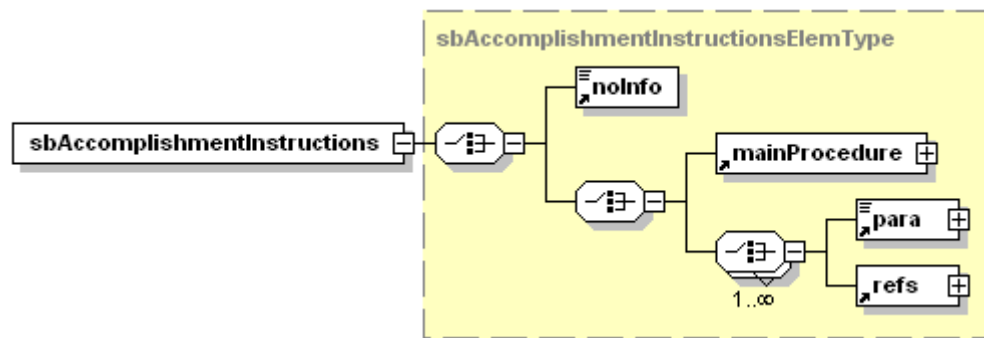 sbAccomplishmentInstructionsElemType
noInfo
sbAccomplishmentInstructions
mainProcedure
para
refs
1..∞